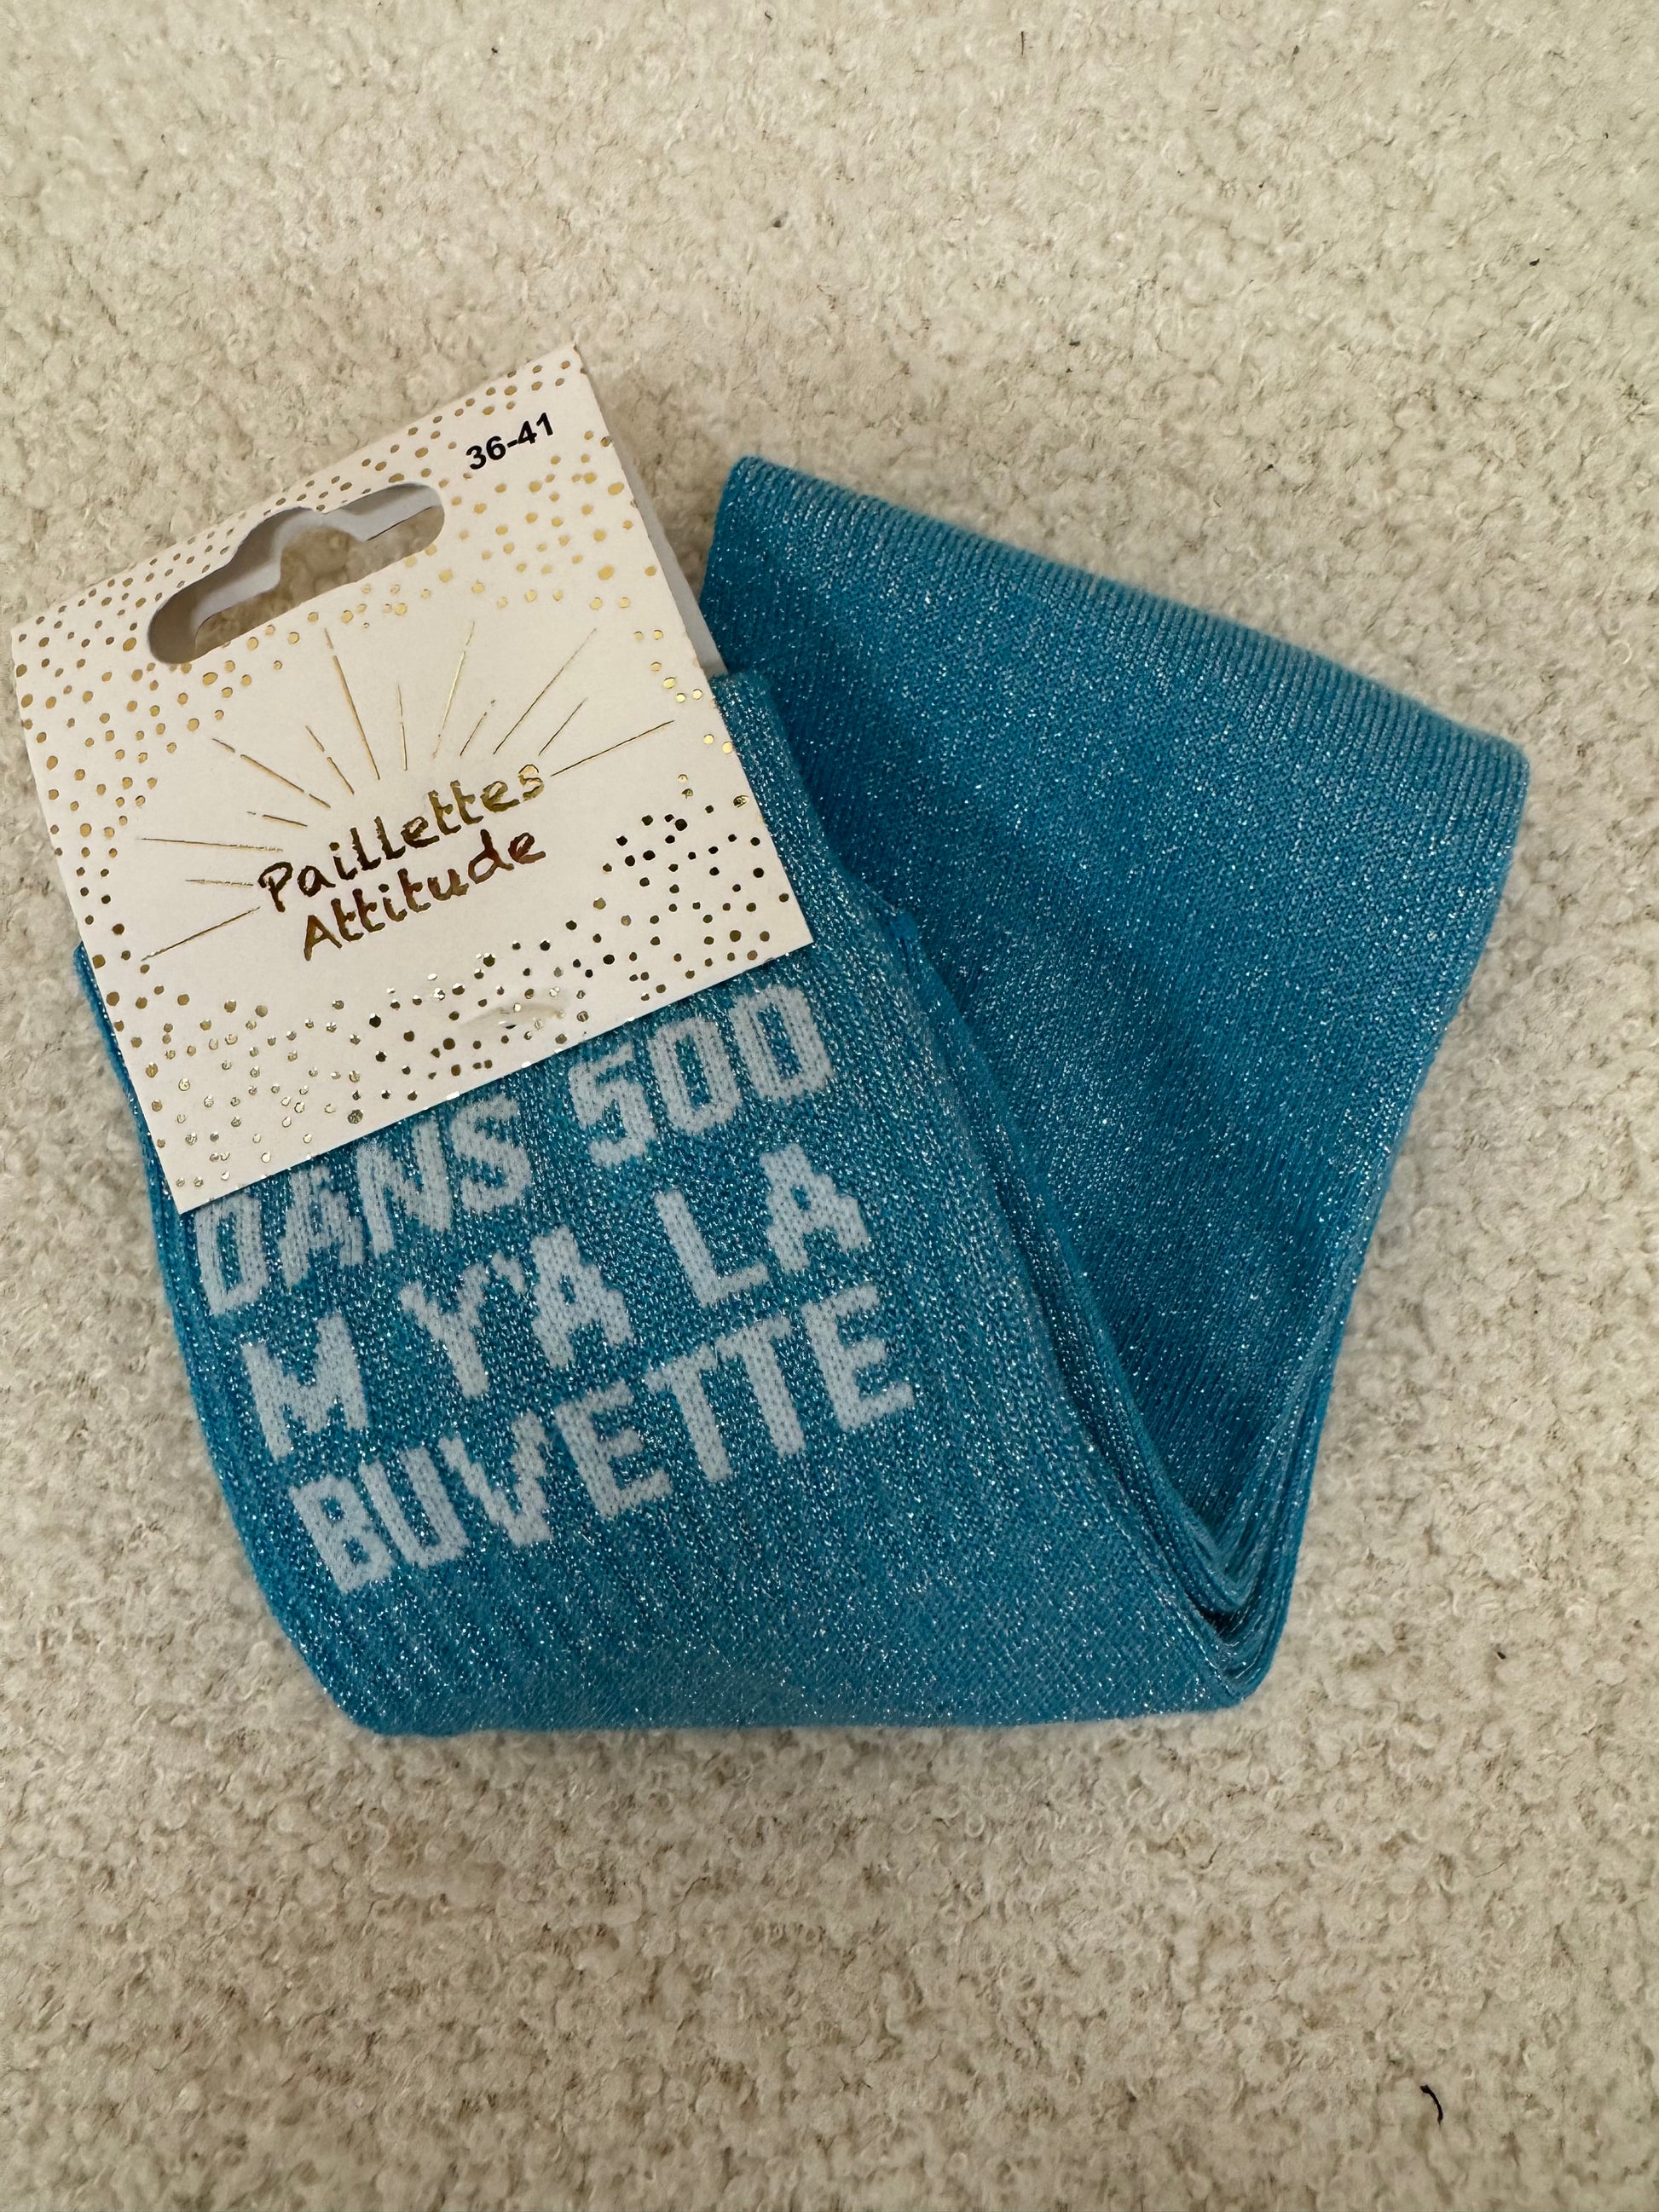 36-41
Paillettes
Attitude
DANS 500
M Y'A LA
BUVETTE